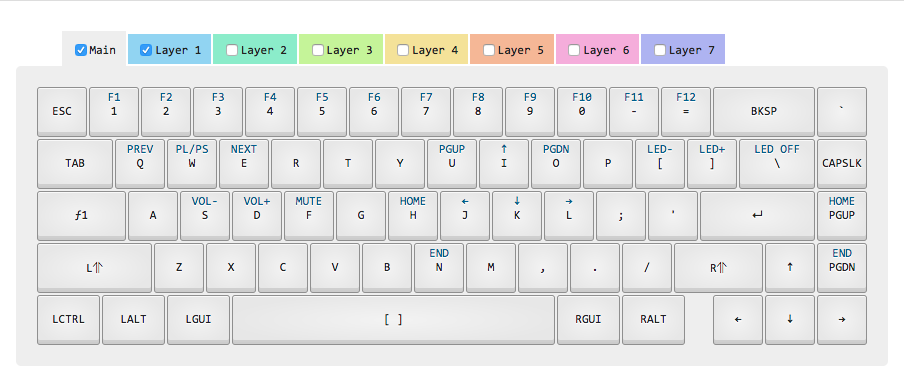 Main Layer 1 Layer 2 Layer 3 Layer 4 Layer 5 Layer 6 Layer 7
F1 F2 F3 F4 F5 F6 F7 F8 F9 F10 F11 F12
ESC 1 2 3 4 5 6 7 8 9 0 - = BKSP `
PREV PL/PS NEXT PGUP ↑ PGDN LED- LED+ LED OFF
TAB Q W E R T Y U I O P [ ] \ CAPSLK
VOL- VOL+ MUTE HOME ← ↓ → HOME
ƒ1 A S D F G H J K L ; ' ↵ PGUP
END END
L⇑ Z X C V B N M , . / R⇑ ↑ PGDN
LCTRL LALT LGUI [ ] RGUI RALT ← ↓ →